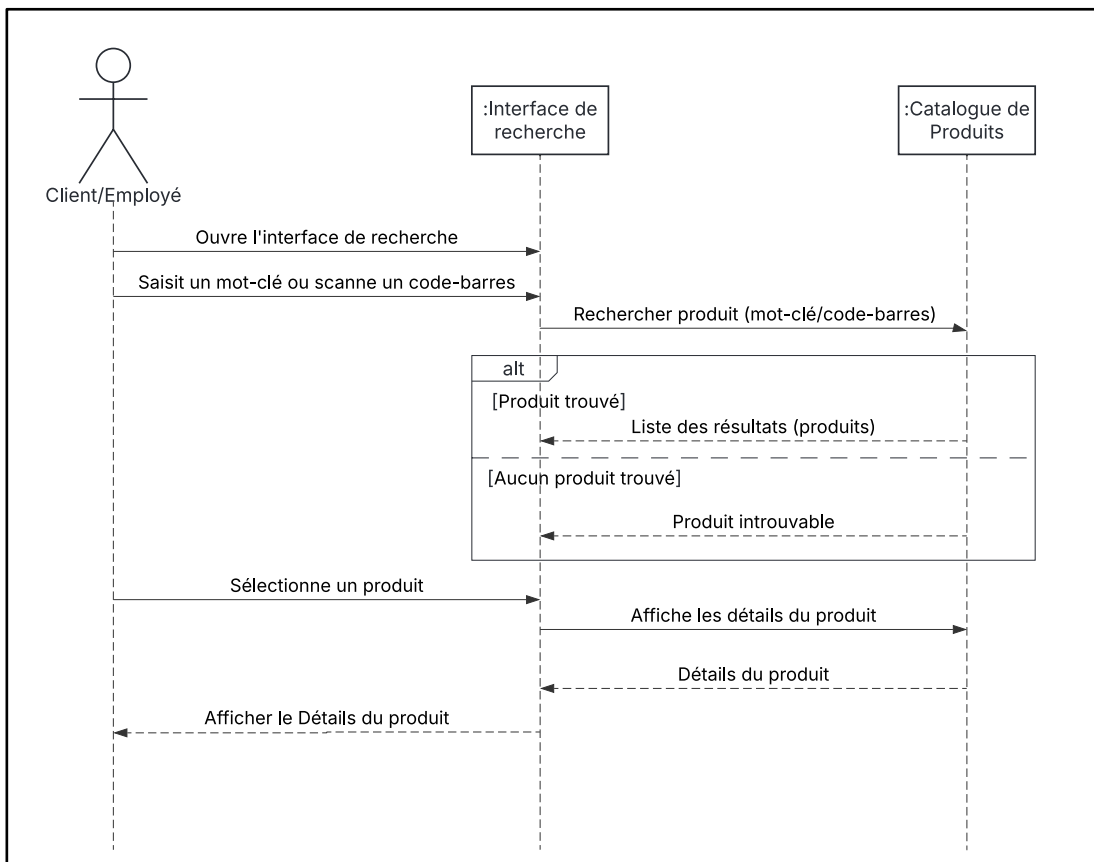 :Interface de
recherche
:Catalogue de
Produits
Client/Employé
Ouvre l'interface de recherche
Saisit un mot-clé ou scanne un code-barres
Rechercher produit (mot-clé/code-barres)
alt
[Produit trouvé]
Liste des résultats (produits)
[Aucun produit trouvé]
Produit introuvable
Sélectionne un produit
Affiche les détails du produit
Détails du produit
Afficher le Détails du produit